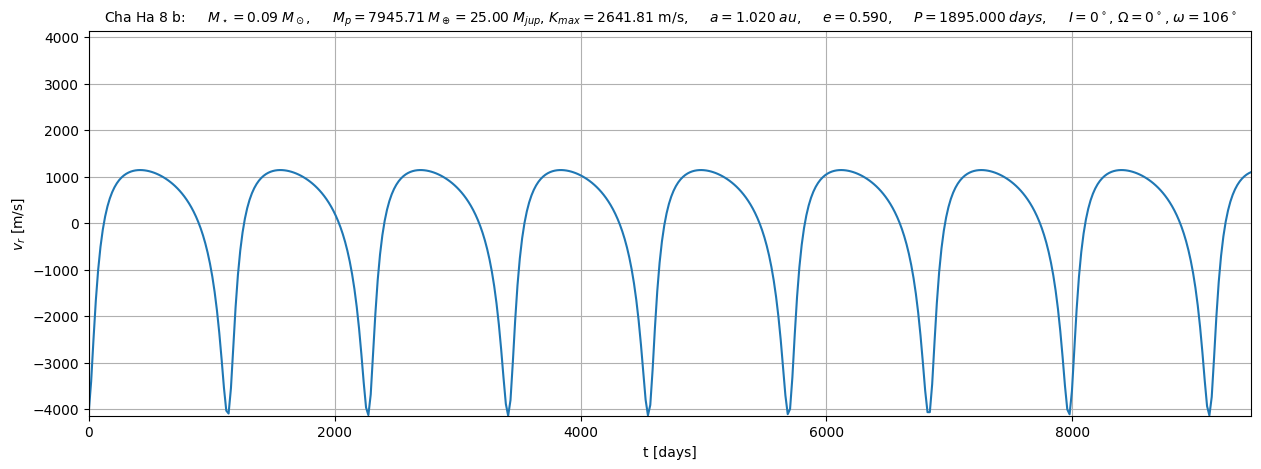 Cha Ha 8 b: M⋆ = 0.09 M⊙, Mp = 7945.71 M⊕ = 25.00 Mjup, Kmax = 2641.81 m/s, a = 1.020 au, e = 0.590, P = 1895.000 days, I = 0°, Ω = 0°, ω = 106°
4000
3000
2000
1000
0
−1000
−2000
−3000
−4000
vr [m/s]
0 2000 4000 6000 8000
t [days]